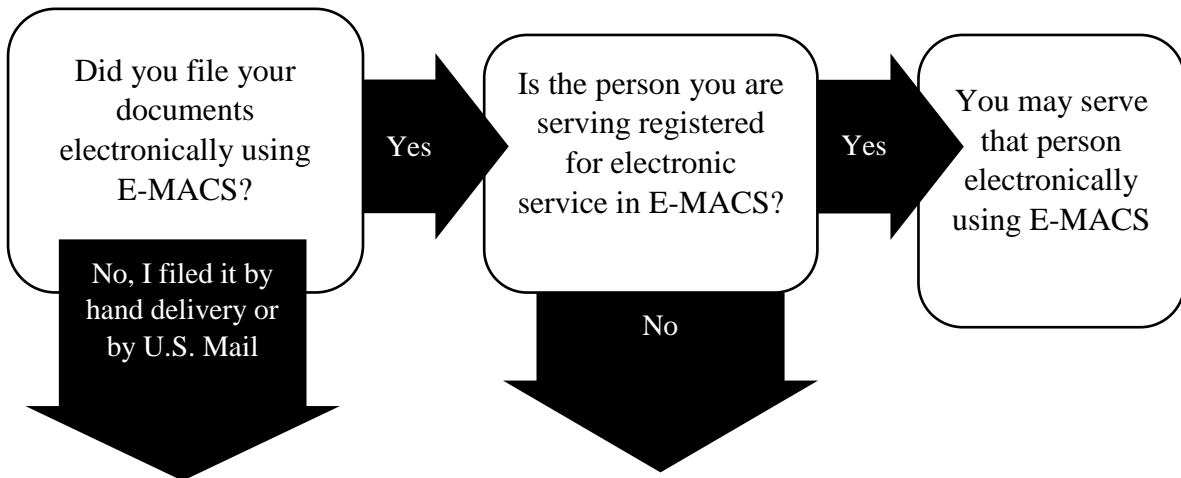 Did you file your
documents
electronically using
E-MACS?
Yes
Is the person you are
serving registered
for electronic
service in E-MACS?
Yes
You may serve
that person
electronically
using E-MACS
No, I filed it by
hand delivery or
by U.S. Mail
No